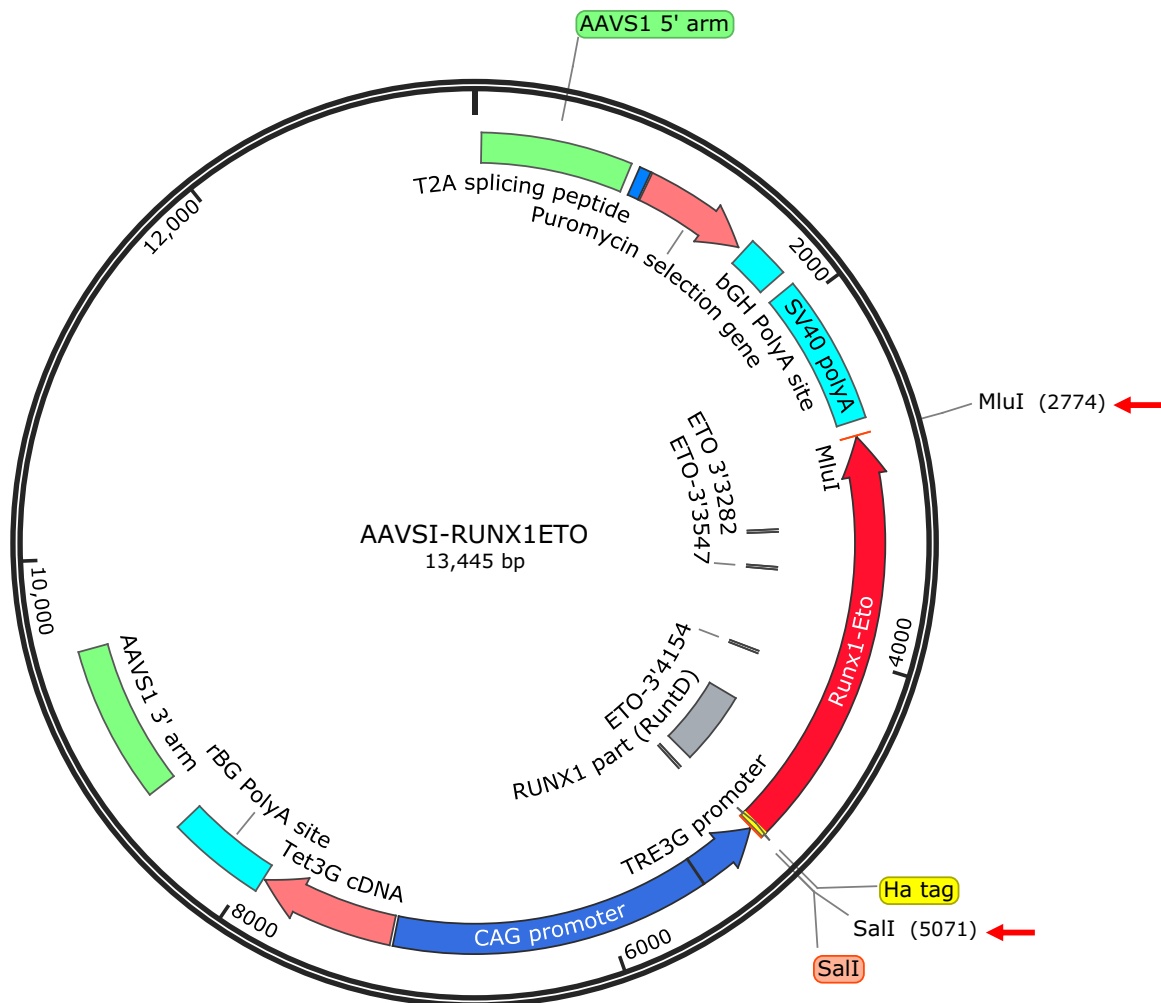 AAVS1 5' arm
T2A splicing peptide
Puromycin selection gene
12,000
2000
bGH PolyA site
SV40 polyA
MluI (2774)
MluI
ETO 3'3282
ETO-3'3547
AAVSI-RUNX1ETO
13,445 bp
10,000
Runx1-Eto
4000
ETO-3'4154
RUNX1 part (RuntD)
AAVS1 3' arm
rBG PolyA site
TRE3G promoter
Tet3G cDNA
Ha tag
CAG promoter
8000
6000
SalI (5071)
SalI